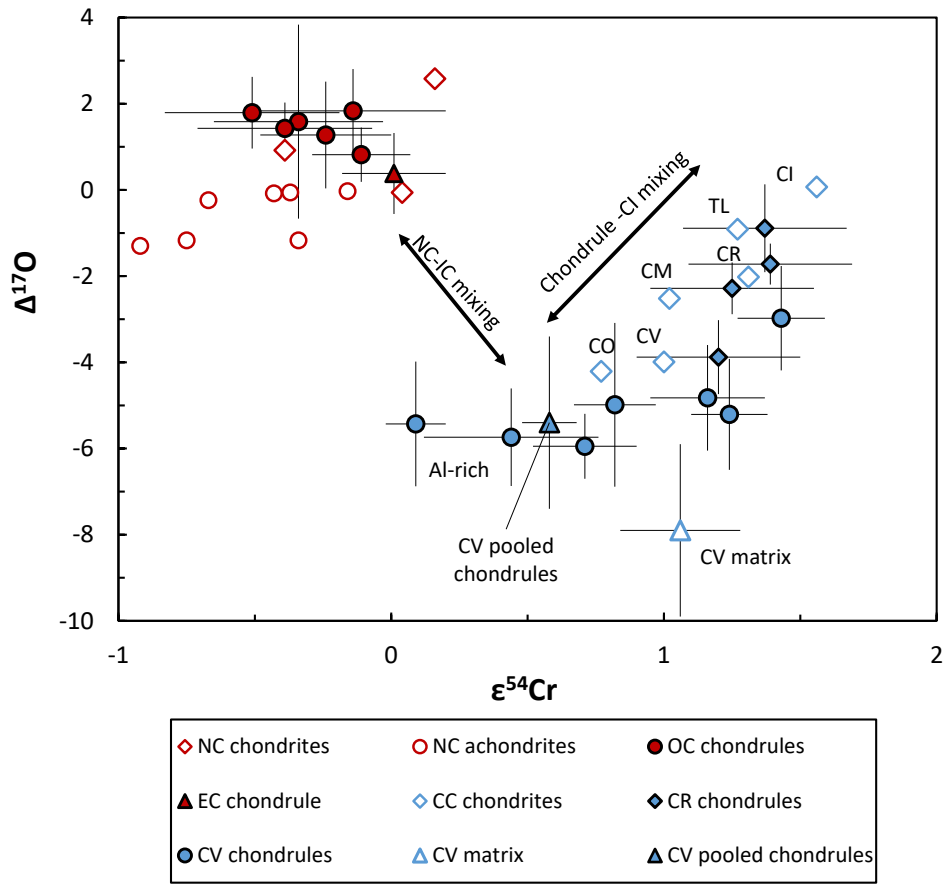 4
2
0
-2
-4
-6
-8
-10
Δ¹⁷O
-1
0
1
2
ε⁵⁴Cr
NC-IC mixing
Chondrule -CI mixing
CI
TL
CR
CM
CV
CO
Al-rich
CV pooled
chondrules
CV matrix
NC chondrites
NC achondrites
OC chondrules
EC chondrule
CC chondrites
CR chondrules
CV chondrules
CV matrix
CV pooled chondrules